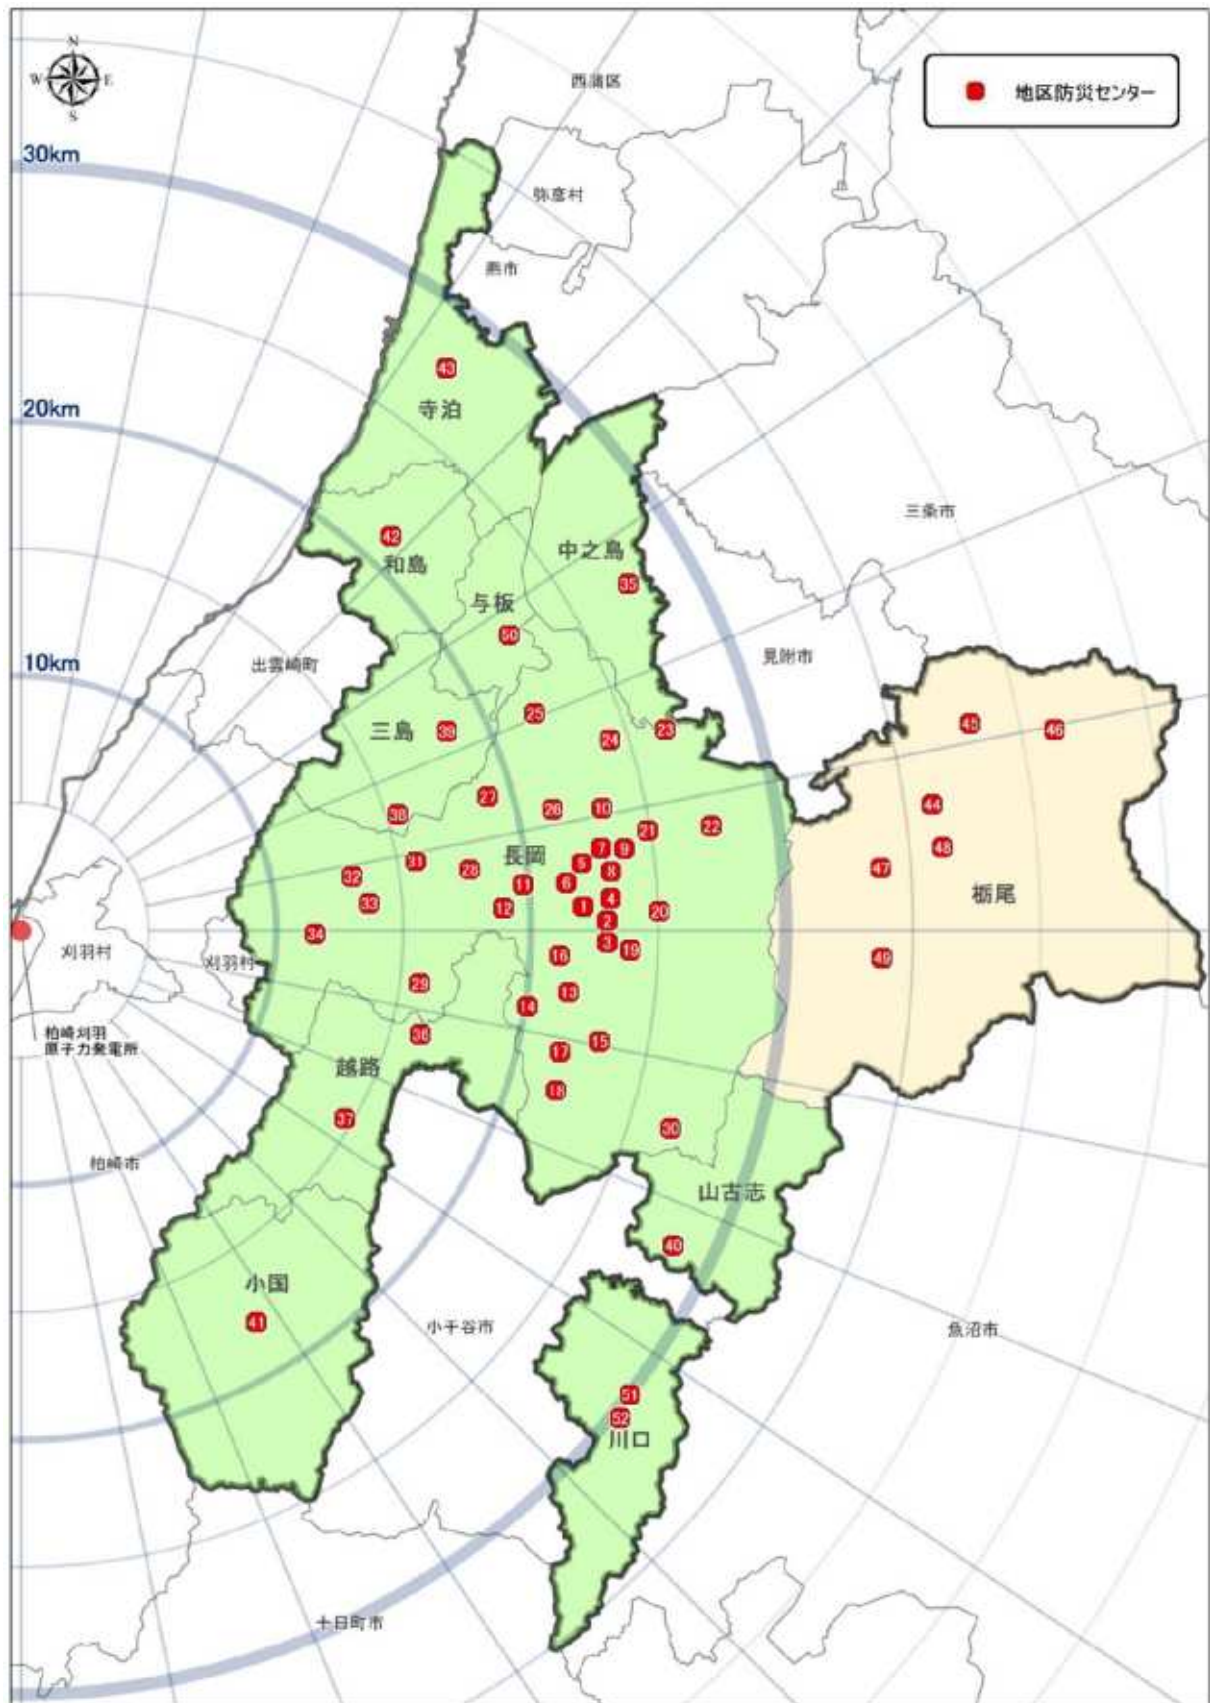 N
W E
S
西蒲区
地区防災センター
30km
弥彦村
燕市
43
20km
寺泊
三条市
42
和島
中之島
35
与板
50
見附市
10km
出雲崎町
25
三島
39
24
23
45
46
27
26
10
44
38
21
22
7
9
48
31
長岡
5
8
47
28
32
11
6
栃尾
33
12
1
4
20
2
34
3
19
刈羽村
刈羽村
16
49
29
13
14
柏崎刈羽
原子力発電所
36
15
17
越路
18
37
30
柏崎市
山古志
40
小国
41
小千谷市
魚沼市
51
52
川口
十日町市